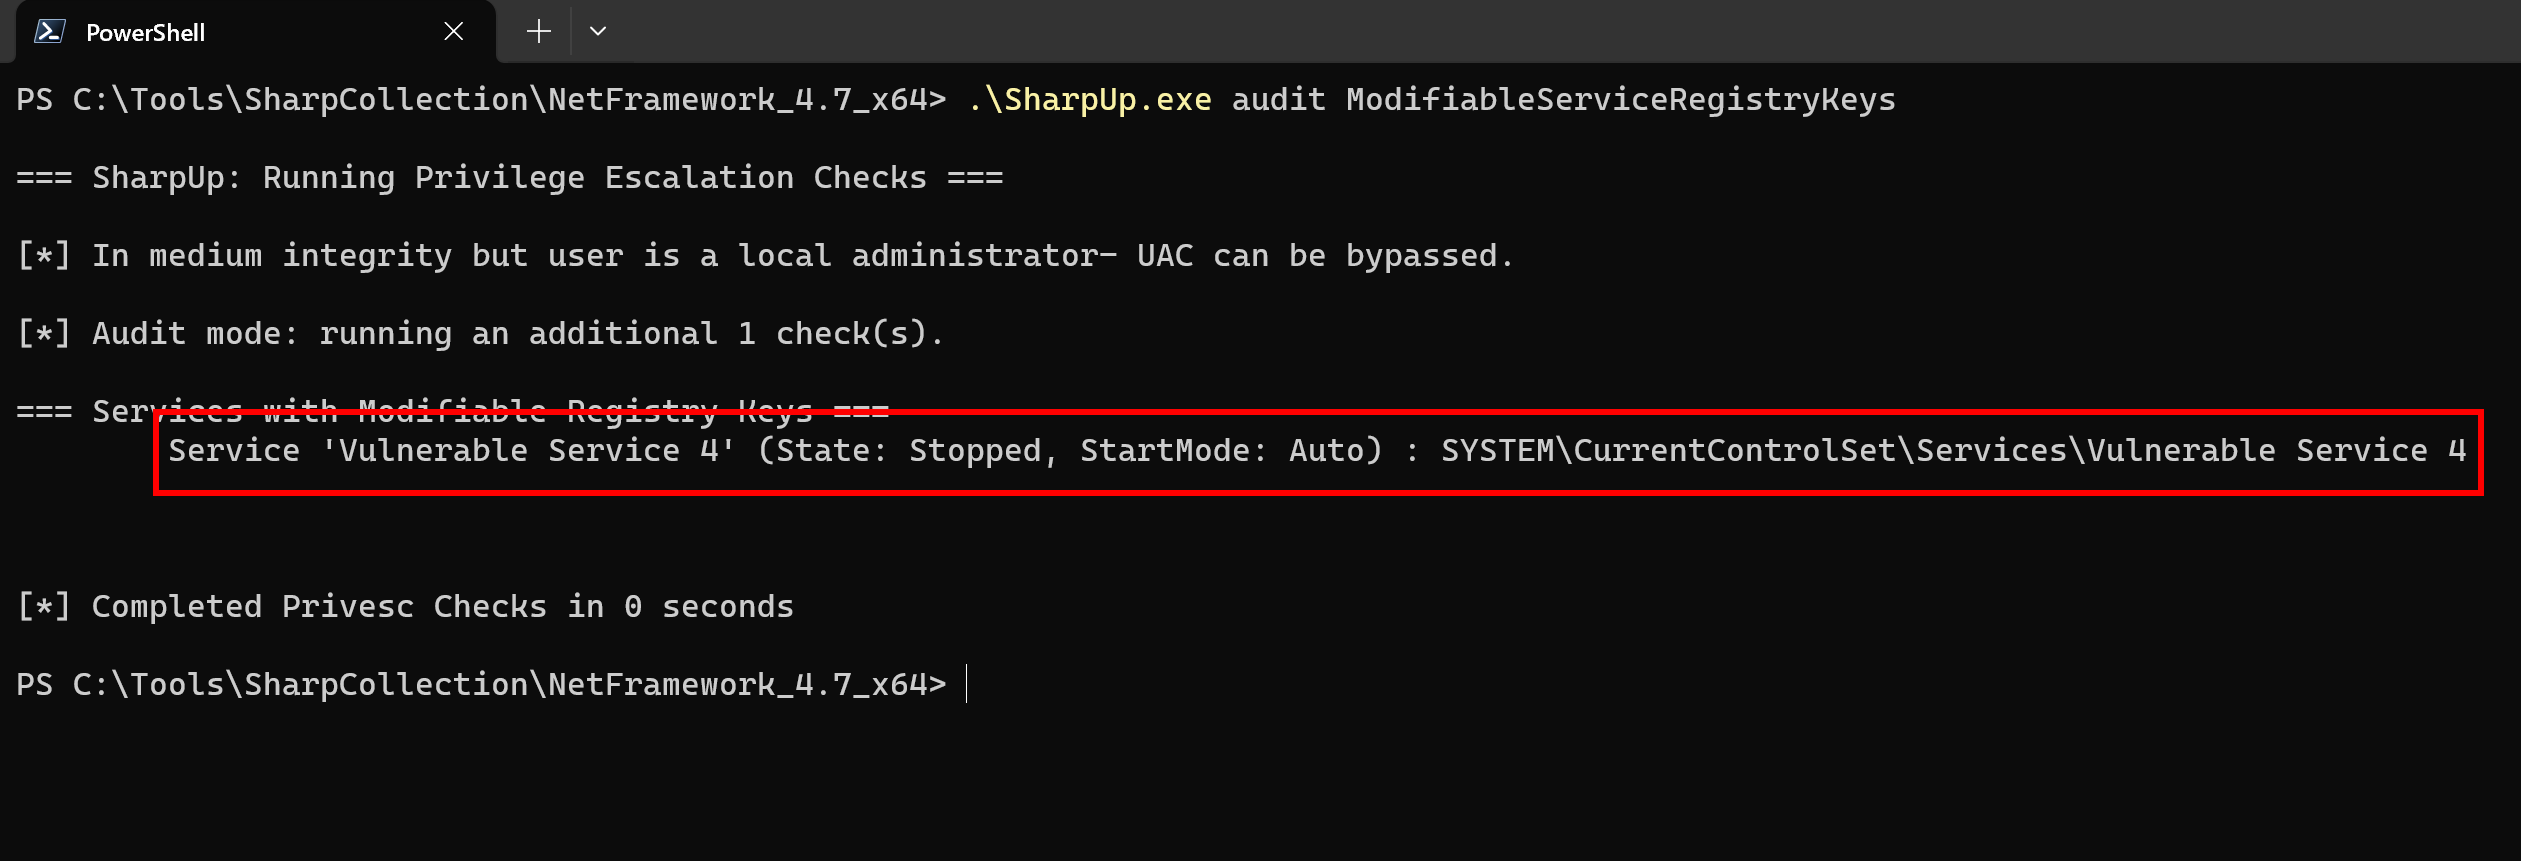 PowerShell
PS C:\Tools\SharpCollection\NetFramework_4.7_x64> .\SharpUp.exe audit ModifiableServiceRegistryKeys
=== SharpUp: Running Privilege Escalation Checks ===
[*] In medium integrity but user is a local administrator- UAC can be bypassed.
[*] Audit mode: running an additional 1 check(s).
=== Services with Modifiable Registry Keys ===
Service 'Vulnerable Service 4' (State: Stopped, StartMode: Auto) : SYSTEM\CurrentControlSet\Services\Vulnerable Service 4
[*] Completed Privesc Checks in 0 seconds
PS C:\Tools\SharpCollection\NetFramework_4.7_x64>